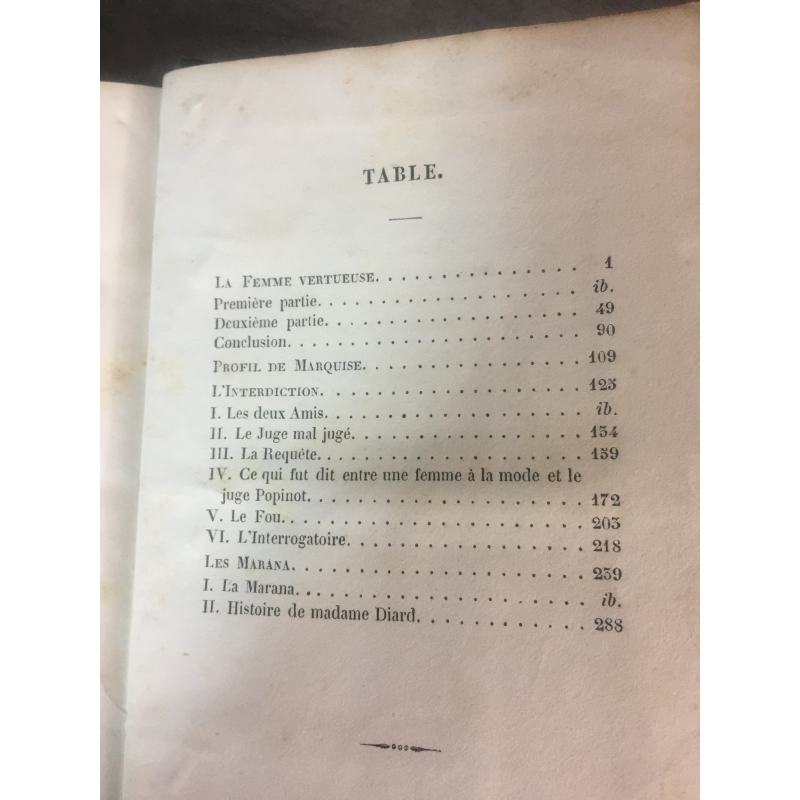 TABLE.
LA FEMME VERTUEUSE. . . . . . . . . . . . . . . 1
Première partie. . . . . . . . . . . . . . . . . . ib.
Deuxième partie. . . . . . . . . . . . . . . . . . 49
Conclusion. . . . . . . . . . . . . . . . . . . . 90
PROFIL DE MARQUISE. . . . . . . . . . . . . . . 109
L'INTERDICTION. . . . . . . . . . . . . . . . . . 125
I. Les deux Amis. . . . . . . . . . . . . . . . . ib.
II. Le Juge mal jugé. . . . . . . . . . . . . . . 134
III. La Requête. . . . . . . . . . . . . . . . . . 159
IV. Ce qui fut dit entre une femme à la mode et le
juge Popinot. . . . . . . . . . . . . . . . . . 172
V. Le Fou. . . . . . . . . . . . . . . . . . . . 203
VI. L'Interrogatoire. . . . . . . . . . . . . . . 218
LES MARANA. . . . . . . . . . . . . . . . . . . 239
I. La Marana. . . . . . . . . . . . . . . . . . . ib.
II. Histoire de madame Diard. . . . . . . . . . . 288